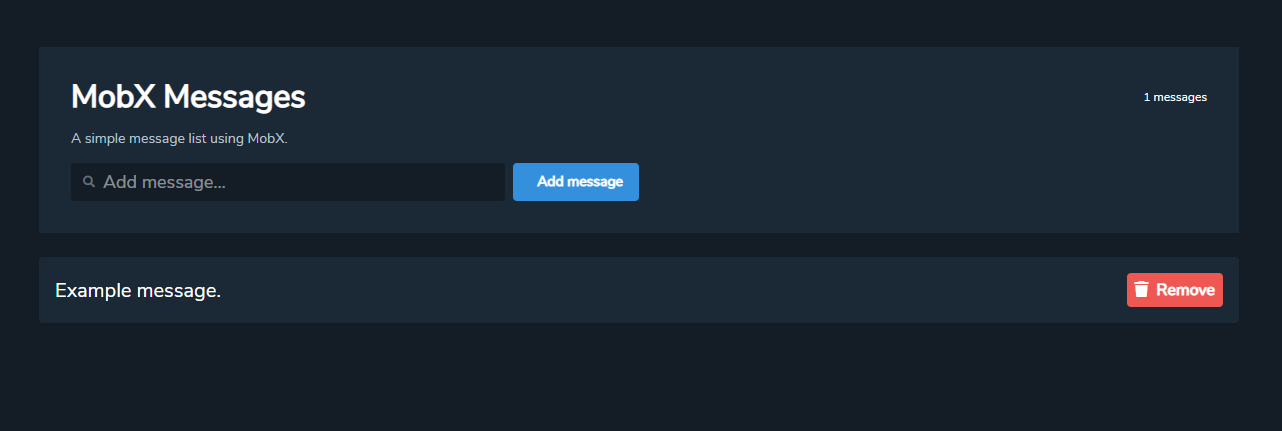 MobX Messages
1 messages
A simple message list using MobX.
Add message...
Add message
Example message.
Remove